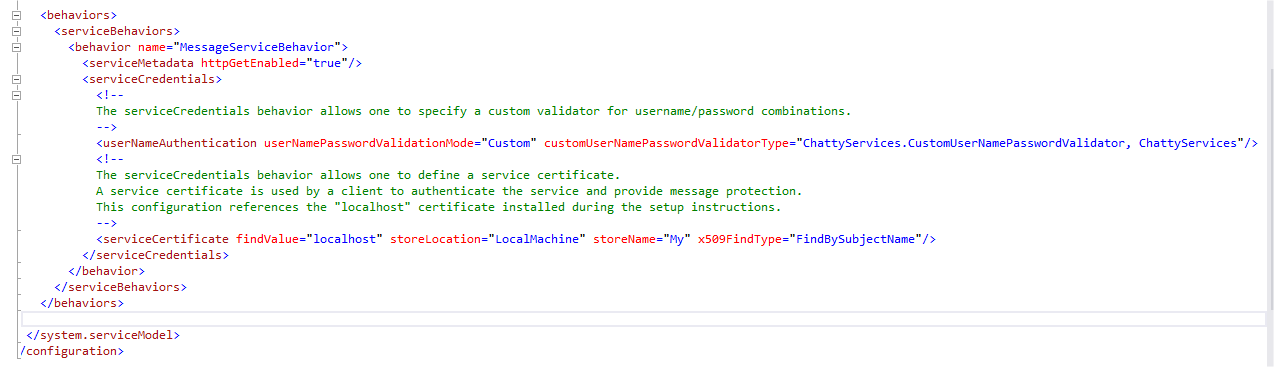 <behaviors>
<serviceBehaviors>
<behavior name="MessageServiceBehavior">
<serviceMetadata httpGetEnabled="true"/>
<serviceCredentials>
<!--
The serviceCredentials behavior allows one to specify a custom validator for username/password combinations.
-->
<userNameAuthentication userNamePasswordValidationMode="Custom" customUserNamePasswordValidatorType="ChattyServices.CustomUserNamePasswordValidator, ChattyServices"/>
<!--
The serviceCredentials behavior allows one to define a service certificate.
A service certificate is used by a client to authenticate the service and provide message protection.
This configuration references the "localhost" certificate installed during the setup instructions.
-->
<serviceCertificate findValue="localhost" storeLocation="LocalMachine" storeName="My" x509FindType="FindBySubjectName"/>
</serviceCredentials>
</behavior>
</serviceBehaviors>
</behaviors>
</system.serviceModel>
/configuration>